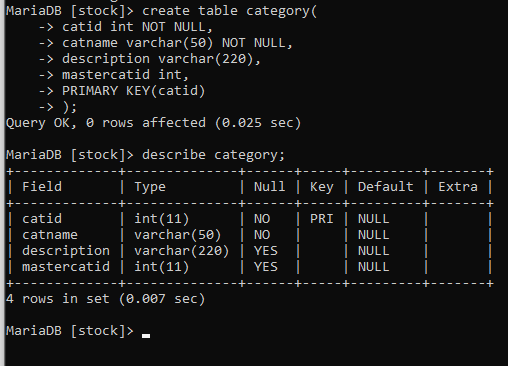 MariaDB [stock]> create table category(
    -> catid int NOT NULL,
    -> catname varchar(50) NOT NULL,
    -> description varchar(220),
    -> mastercatid int,
    -> PRIMARY KEY(catid)
    -> );
Query OK, 0 rows affected (0.025 sec)

MariaDB [stock]> describe category;
+-------------+--------------+------+-----+---------+-------+
| Field       | Type         | Null | Key | Default | Extra |
+-------------+--------------+------+-----+---------+-------+
| catid       | int(11)      | NO   | PRI | NULL    |       |
| catname     | varchar(50)  | NO   |     | NULL    |       |
| description | varchar(220) | YES  |     | NULL    |       |
| mastercatid | int(11)      | YES  |     | NULL    |       |
+-------------+--------------+------+-----+---------+-------+
4 rows in set (0.007 sec)

MariaDB [stock]> _